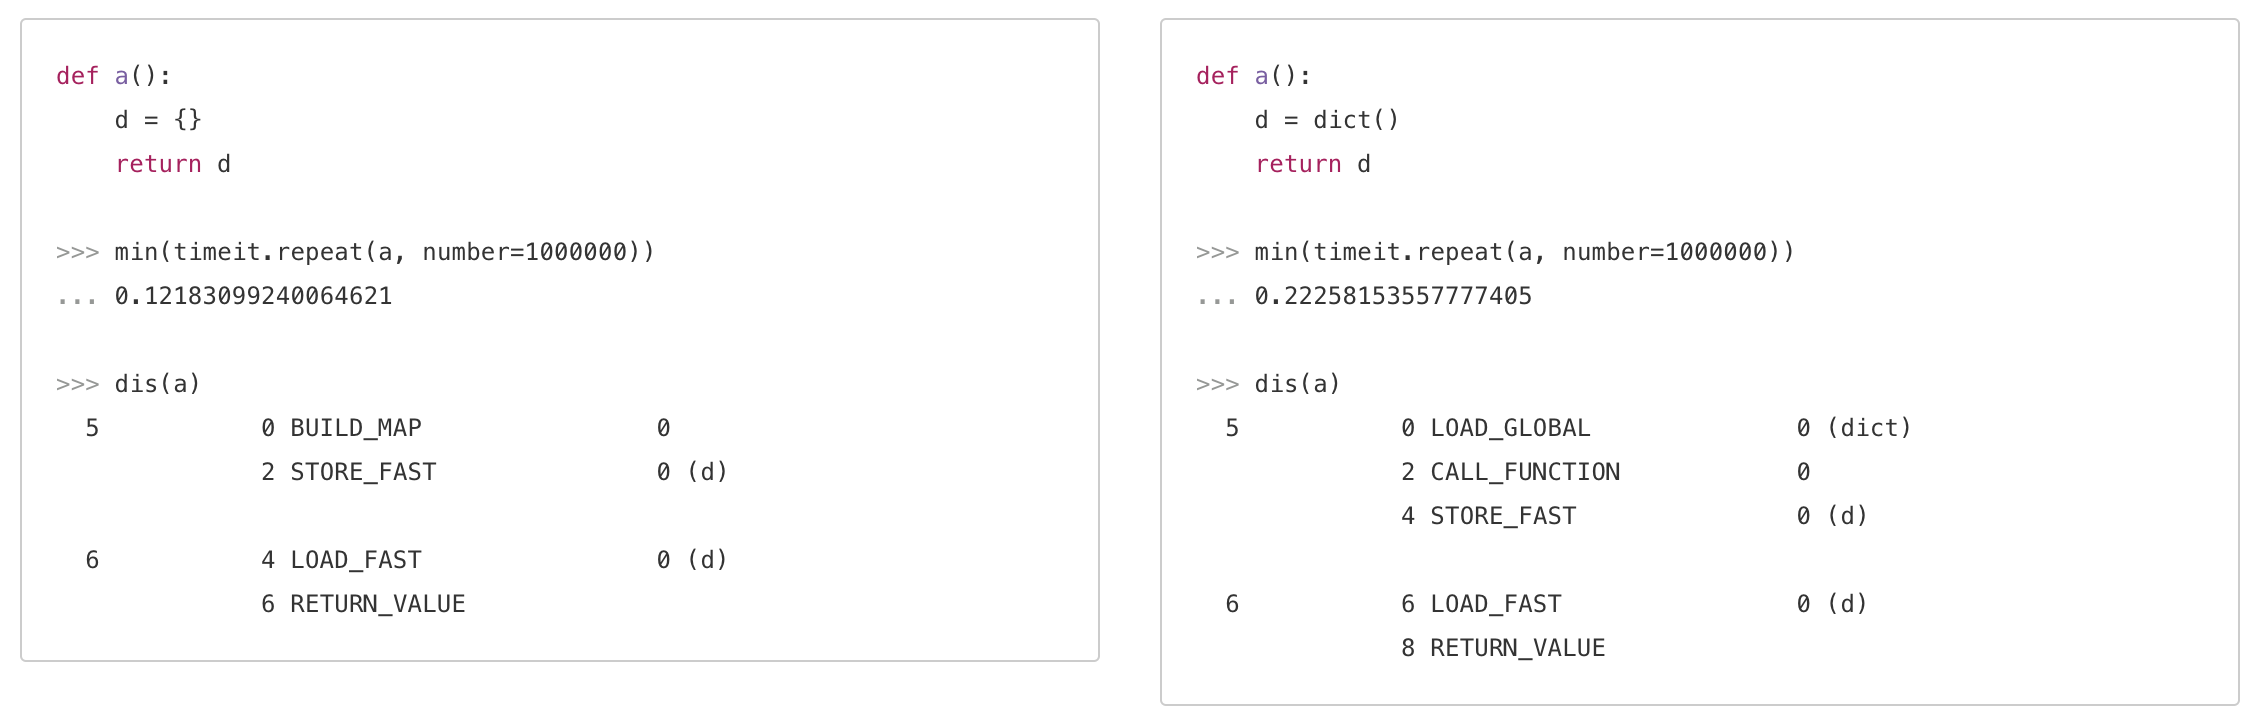 def a():
    d = {}
    return d

>>> min(timeit.repeat(a, number=1000000))
... 0.12183099240064621

>>> dis(a)
  5           0 BUILD_MAP                0
              2 STORE_FAST               0 (d)

  6           4 LOAD_FAST                0 (d)
              6 RETURN_VALUE

def a():
    d = dict()
    return d

>>> min(timeit.repeat(a, number=1000000))
... 0.22258153557777405

>>> dis(a)
  5           0 LOAD_GLOBAL              0 (dict)
              2 CALL_FUNCTION            0
              4 STORE_FAST               0 (d)

  6           6 LOAD_FAST                0 (d)
              8 RETURN_VALUE